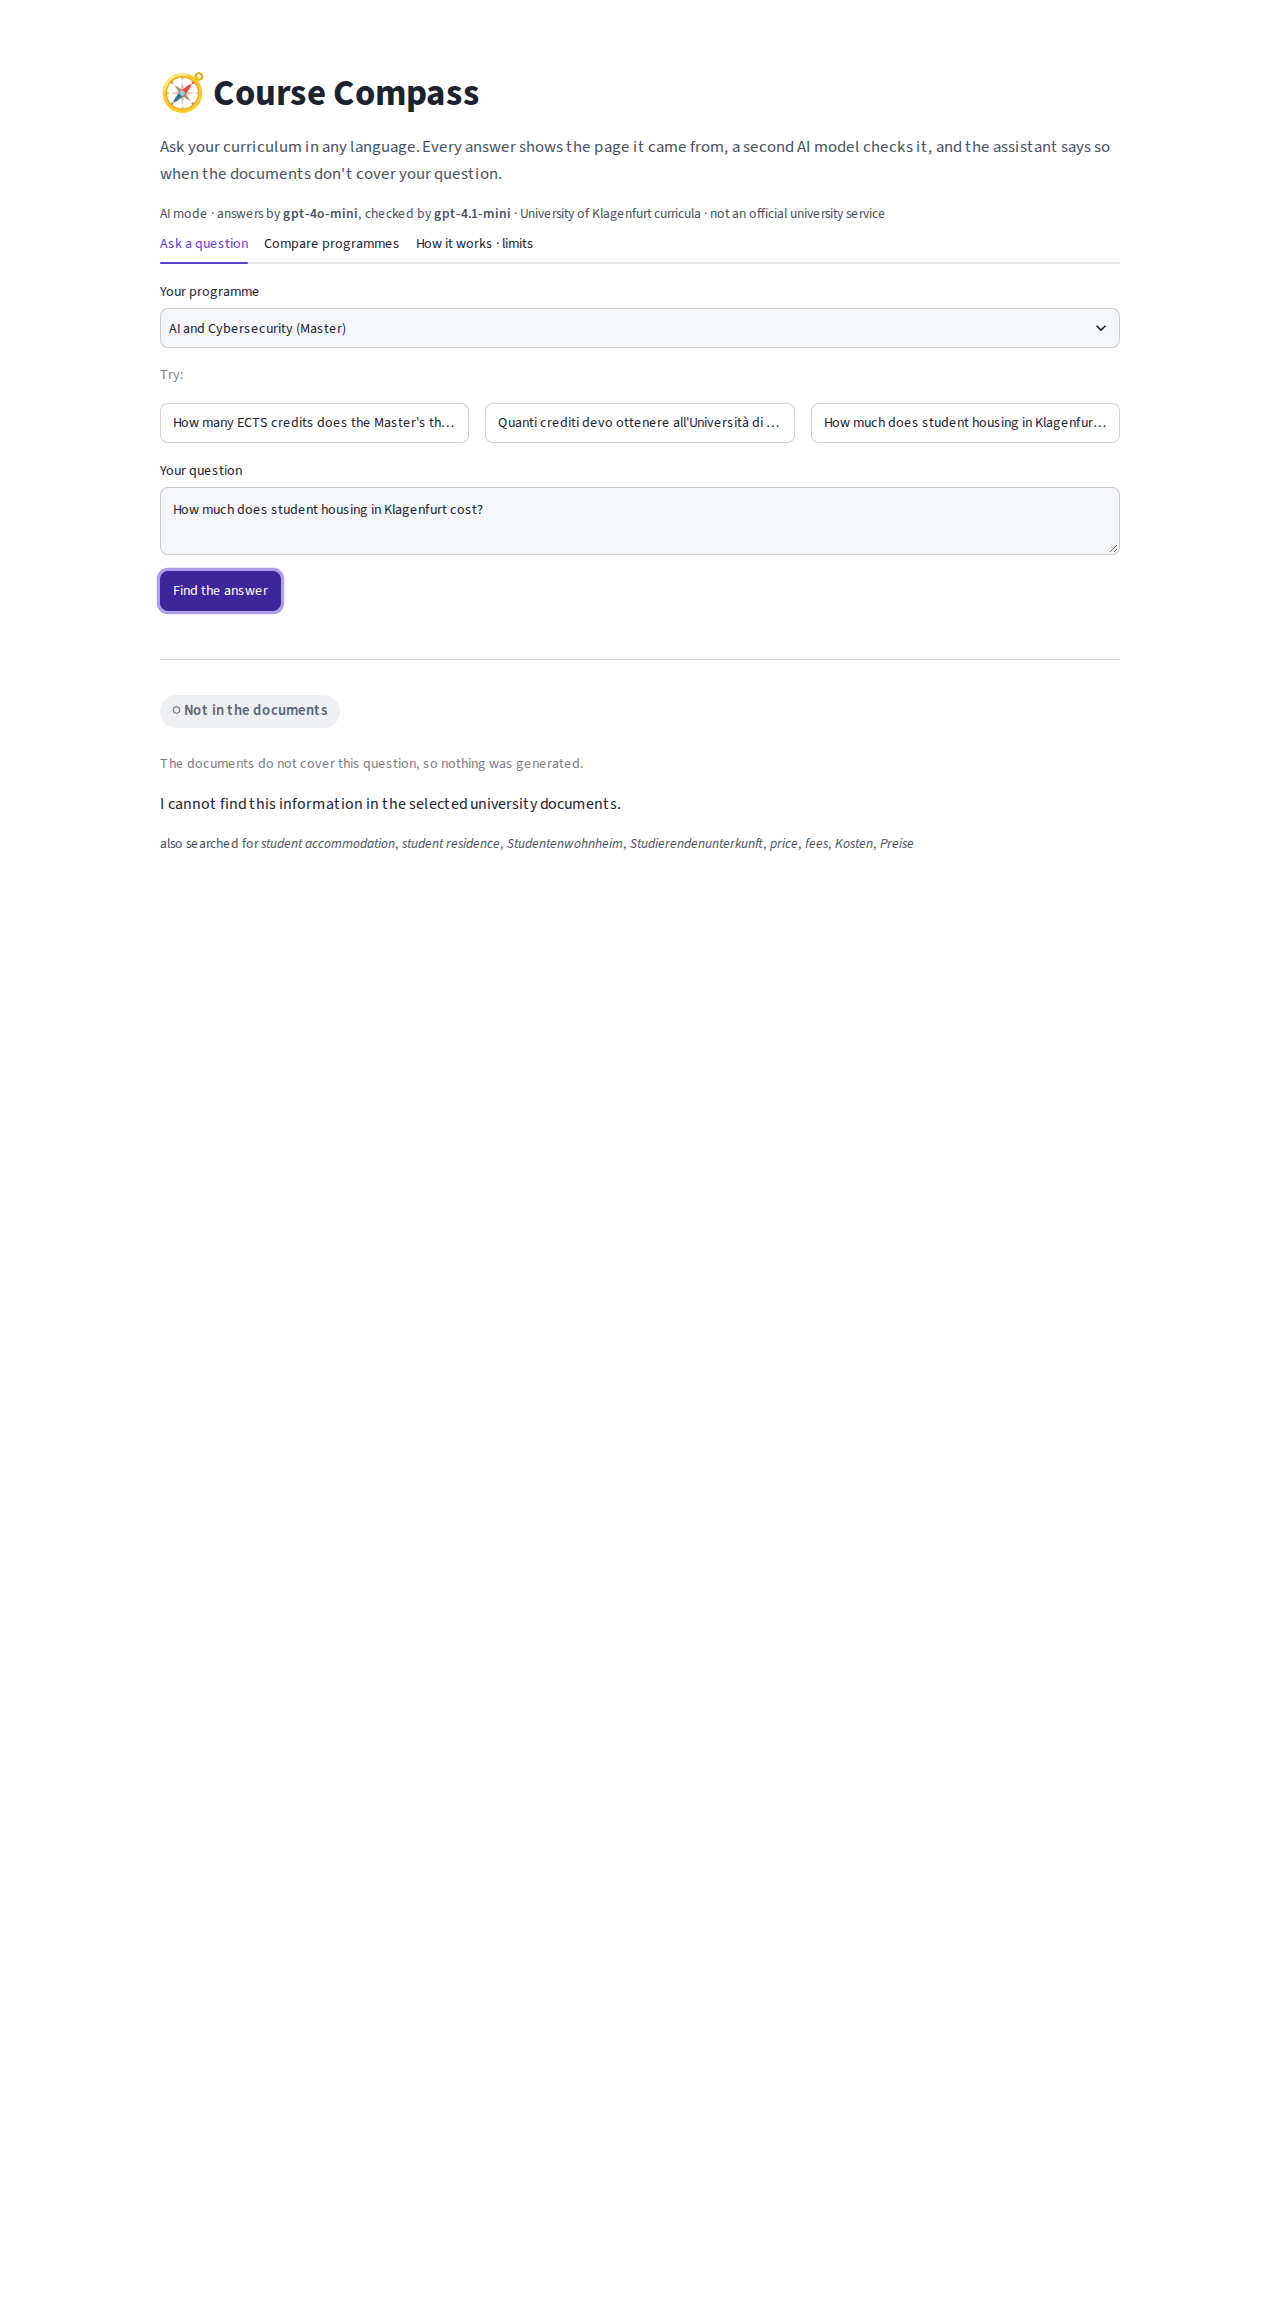 🧭 Course Compass
Ask your curriculum in any language. Every answer shows the page it came from, a second AI model checks it, and the assistant says so
when the documents don't cover your question.
AI mode · answers by gpt-4o-mini, checked by gpt-4.1-mini · University of Klagenfurt curricula · not an official university service
Ask a question Compare programmes How it works · limits
Your programme
AI and Cybersecurity (Master)
Try:
How many ECTS credits does the Master's th… Quanti crediti devo ottenere all'Università di … How much does student housing in Klagenfur…
Your question
How much does student housing in Klagenfurt cost?
Find the answer
○ Not in the documents
The documents do not cover this question, so nothing was generated.
I cannot find this information in the selected university documents.
also searched for student accommodation, student residence, Studentenwohnheim, Studierendenunterkunft, price, fees, Kosten, Preise